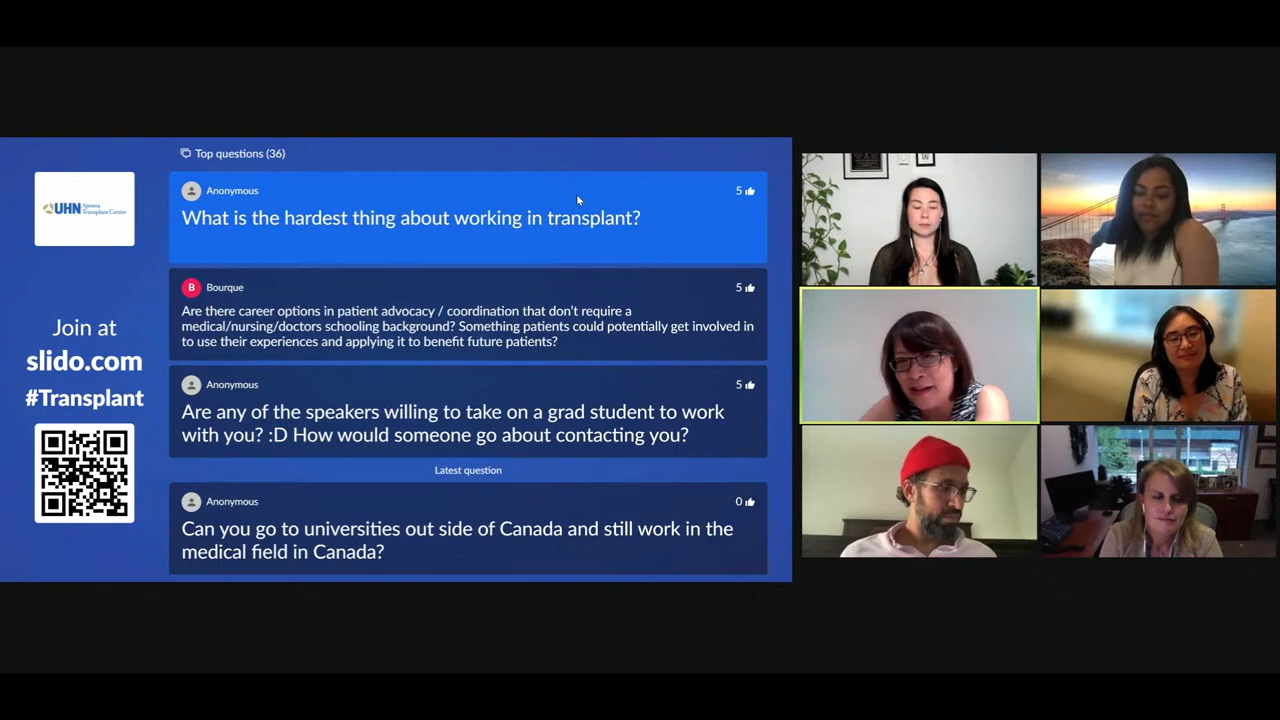 Top questions (36)
UHN Ajmera
Transplant Centre
Anonymous
5
What is the hardest thing about working in transplant?
B
Bourque
5
Are there career options in patient advocacy / coordination that don't require a
medical/nursing/doctors schooling background? Something patients could potentially get involved in
to use their experiences and applying it to benefit future patients?
Join at
slido.com
#Transplant
Anonymous
5
Are any of the speakers willing to take on a grad student to work
with you? :D How would someone go about contacting you?
Latest question
Anonymous
0
Can you go to universities out side of Canada and still work in the
medical field in Canada?